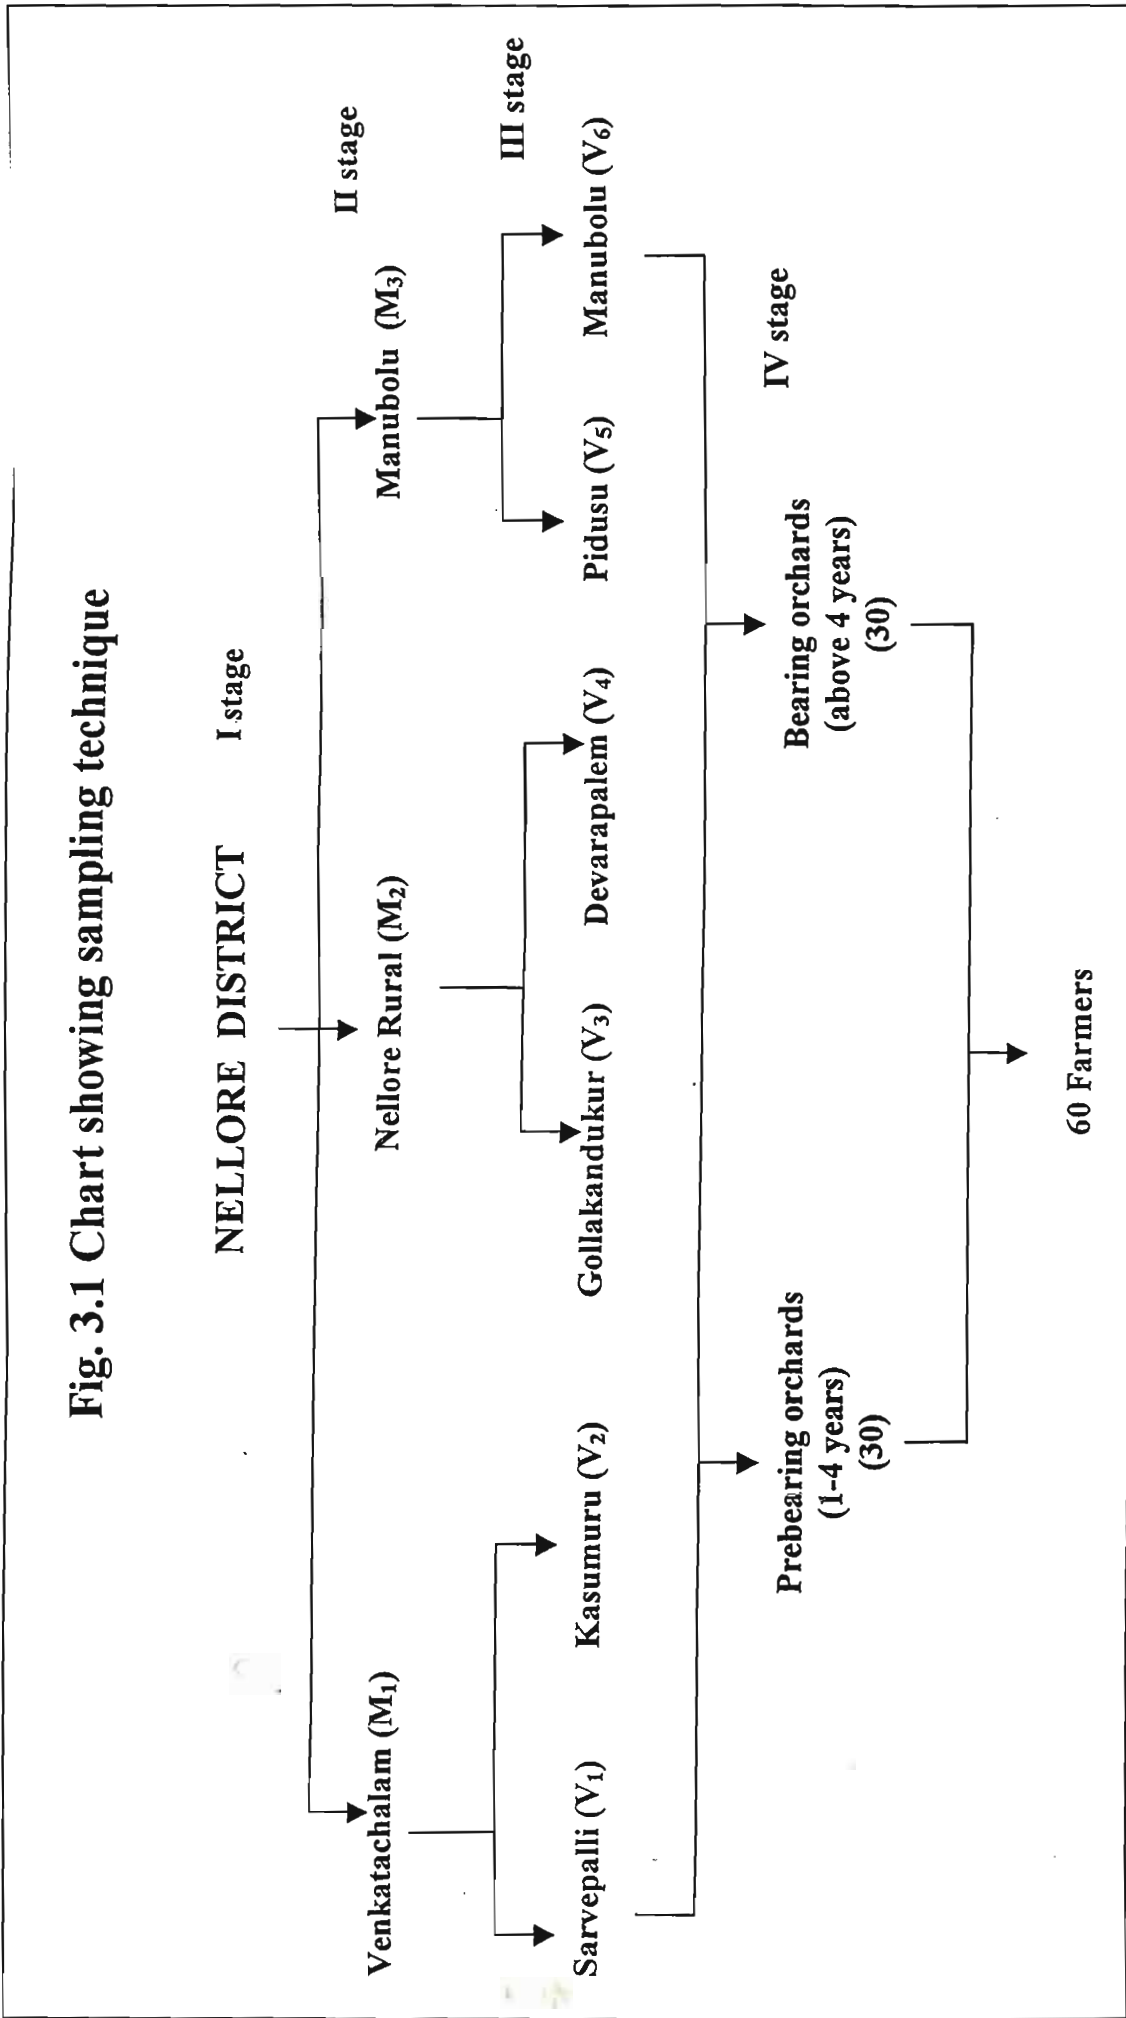 Fig. 3.1 Chart showing sampling technique
NELLORE DISTRICT
I stage
II stage
Venkatachalam (M1)
Nellore Rural (M2)
Manubolu (M3)
III stage
Sarvepalli (V1)
Kasumuru (V2)
Gollakandukur (V3)
Devarapalem (V4)
Pidusu (V5)
Manubolu (V6)
IV stage
Prebearing orchards
(1-4 years)
(30)
Bearing orchards
(above 4 years)
(30)
60 Farmers